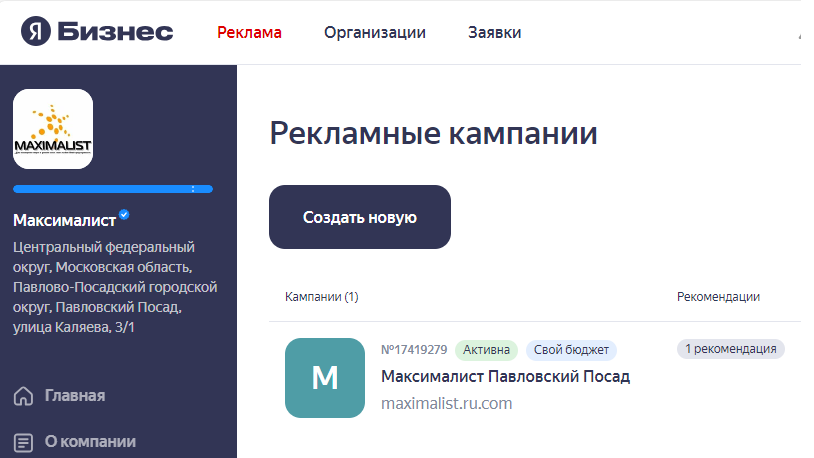 Я Бизнес
Реклама
Организации
Заявки
MAXIMALIST
Максималист
Центральный федеральный
округ, Московская область,
Павлово-Посадский городской
округ, Павловский Посад,
улица Каляева, 3/1
Главная
О компании
Рекламные кампании
Создать новую
Кампании (1)
Рекомендации
М
№17419279 Активна Свой бюджет
1 рекомендация
Максималист Павловский Посад
maximalist.ru.com